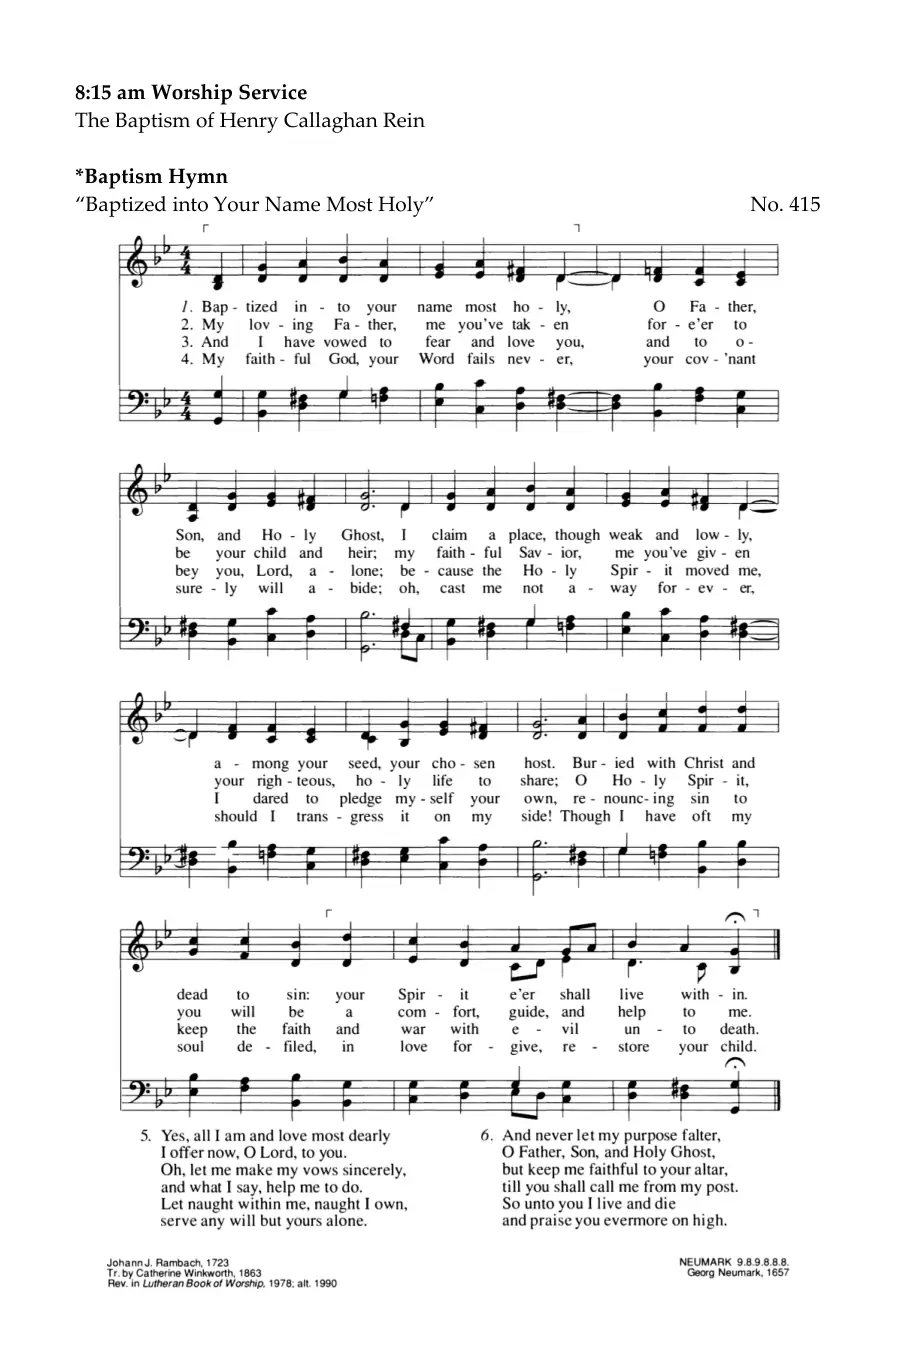 8:15 am Worship Service
The Baptism of Henry Callaghan Rein
*Baptism Hymn
“Baptized into Your Name Most Holy” No. 415
1. Bap - tized in - to your name most ho - ly, O Fa - ther,
2. My lov - ing Fa - ther, me you’ve tak - en for - e’er to
3. And I have vowed to fear and love you, and to o -
4. My faith - ful God, your Word fails nev - er, your cov - ’nant
Son, and Ho - ly Ghost, I claim a place, though weak and low - ly,
be your child and heir; my faith - ful Sav - ior, me you’ve giv - en
bey you, Lord, a - lone; be - cause the Ho - ly Spir - it moved me,
sure - ly will a - bide; oh, cast me not a - way for - ev - er,
a - mong your seed, your cho - sen host. Bur - ied with Christ and
your righ - teous, ho - ly life to share; O Ho - ly Spir - it,
I dared to pledge my - self your own, re - nounc- ing sin to
should I trans - gress it on my side! Though I have oft my
dead to sin: your Spir - it e’er shall live with - in.
you will be a com - fort, guide, and help to me.
keep the faith and war with e - vil un - to death.
soul de - filed, in love for - give, re - store your child.
5. Yes, all I am and love most dearly
I offer now, O Lord, to you.
Oh, let me make my vows sincerely,
and what I say, help me to do.
Let naught within me, naught I own,
serve any will but yours alone.
6. And never let my purpose falter,
O Father, Son, and Holy Ghost,
but keep me faithful to your altar,
till you shall call me from my post.
So unto you I live and die
and praise you evermore on high.
Johann J. Rambach, 1723
Tr. by Catherine Winkworth, 1863
Rev. in Lutheran Book of Worship, 1978; alt. 1990
NEUMARK 9.8.9.8.8.8.
Georg Neumark, 1657